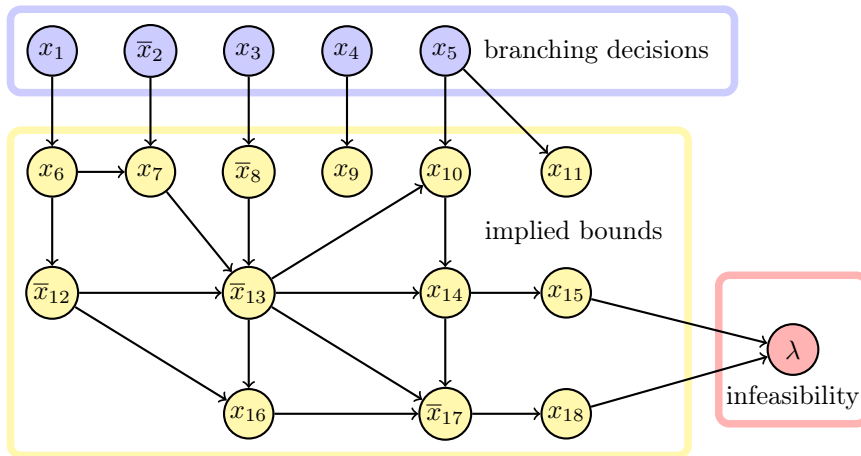 x₁ x̅₂ x₃ x₄ x₅ branching decisions
x₆ x₇ x̅₈ x₉ x₁₀ x₁₁
implied bounds
x̅₁₂ x̅₁₃ x₁₄ x₁₅
λ
infeasibility
x₁₆ x̅₁₇ x₁₈